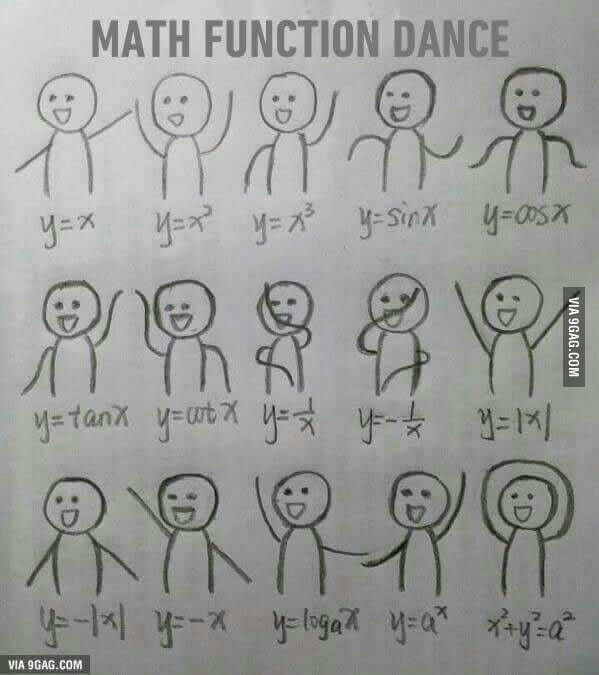 MATH FUNCTION DANCE
y=x y=x² y=x³ y=sinx y=cosx
VIA 9GAG.COM
y=tanx y=cotx y=1/x y=-1/x y=|x|
y=-|x| y=-x y=logax y=aˣ x²+y²=a²
VIA 9GAG.COM